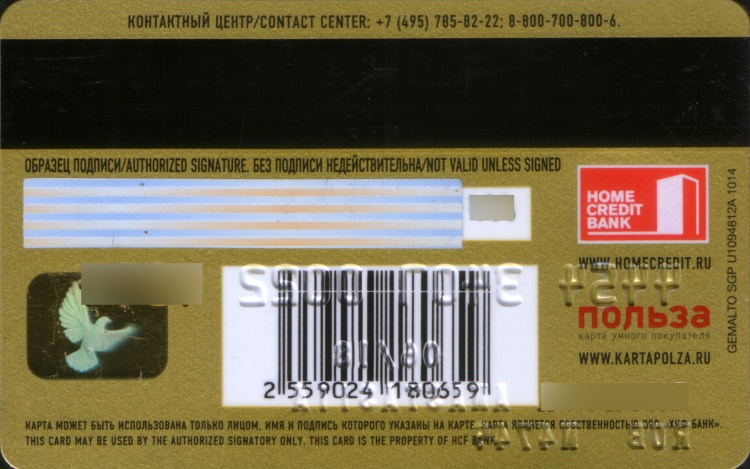 КОНТАКТНЫЙ ЦЕНТР/CONTACT CENTER: +7 (495) 785-82-22; 8-800-700-800-6.
ОБРАЗЕЦ ПОДПИСИ/AUTHORIZED SIGNATURE. БЕЗ ПОДПИСИ НЕДЕЙСТВИТЕЛЬНА/NOT VALID UNLESS SIGNED
HOME
CREDIT
BANK
WWW.HOMECREDIT.RU
польза
карта умного покупателя
WWW.KARTAPOLZA.RU
GEMALTO SGP U1094812A 1014
2 559024 180659
КАРТА МОЖЕТ БЫТЬ ИСПОЛЬЗОВАНА ТОЛЬКО ЛИЦОМ, ИМЯ И ПОДПИСЬ КОТОРОГО УКАЗАНЫ НА КАРТЕ. КАРТА ЯВЛЯЕТСЯ СОБСТВЕННОСТЬЮ ООО «ХКФ БАНК».
THIS CARD MAY BE USED BY THE AUTHORIZED SIGNATORY ONLY. THIS CARD IS THE PROPERTY OF HCF BANK.